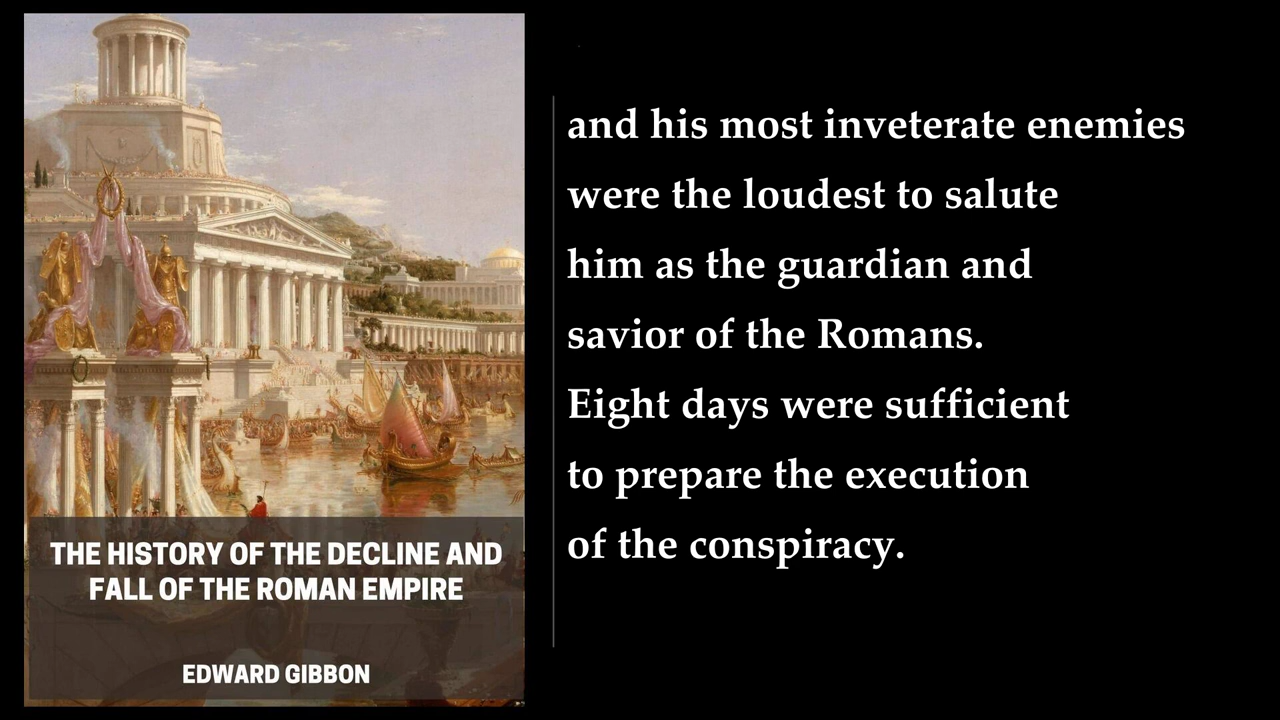 THE HISTORY OF THE DECLINE AND
FALL OF THE ROMAN EMPIRE
EDWARD GIBBON
and his most inveterate enemies
were the loudest to salute
him as the guardian and
savior of the Romans.
Eight days were sufficient
to prepare the execution
of the conspiracy.